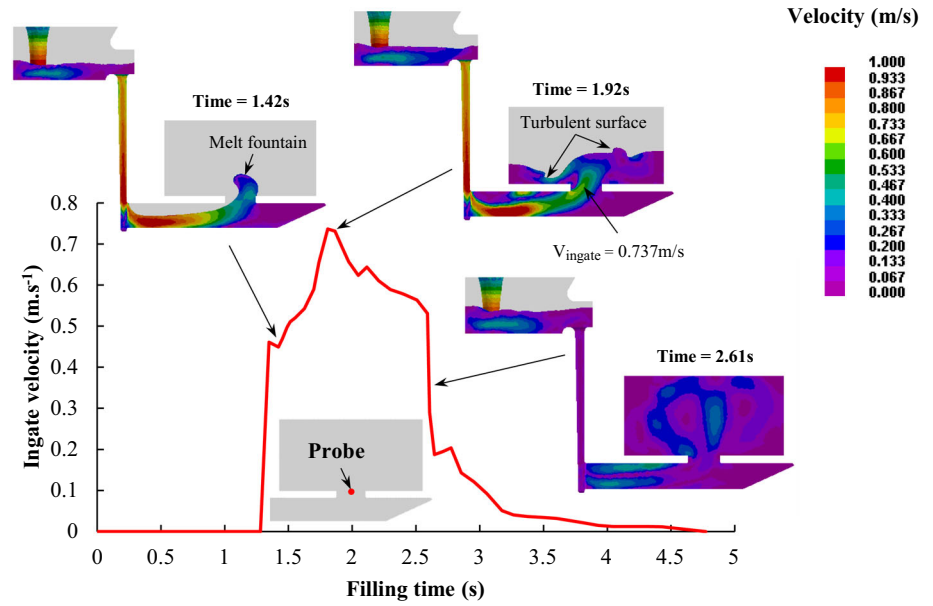 Velocity (m/s)
1.000
0.933
0.867
0.800
0.733
0.667
0.600
0.533
0.467
0.400
0.333
0.267
0.200
0.133
0.067
0.000
Time = 1.42s
Melt fountain
Time = 1.92s
Turbulent surface
Vingate = 0.737m/s
Time = 2.61s
Probe
Ingate velocity (m.s-1)
0.8
0.7
0.6
0.5
0.4
0.3
0.2
0.1
0
0 0.5 1 1.5 2 2.5 3 3.5 4 4.5 5
Filling time (s)